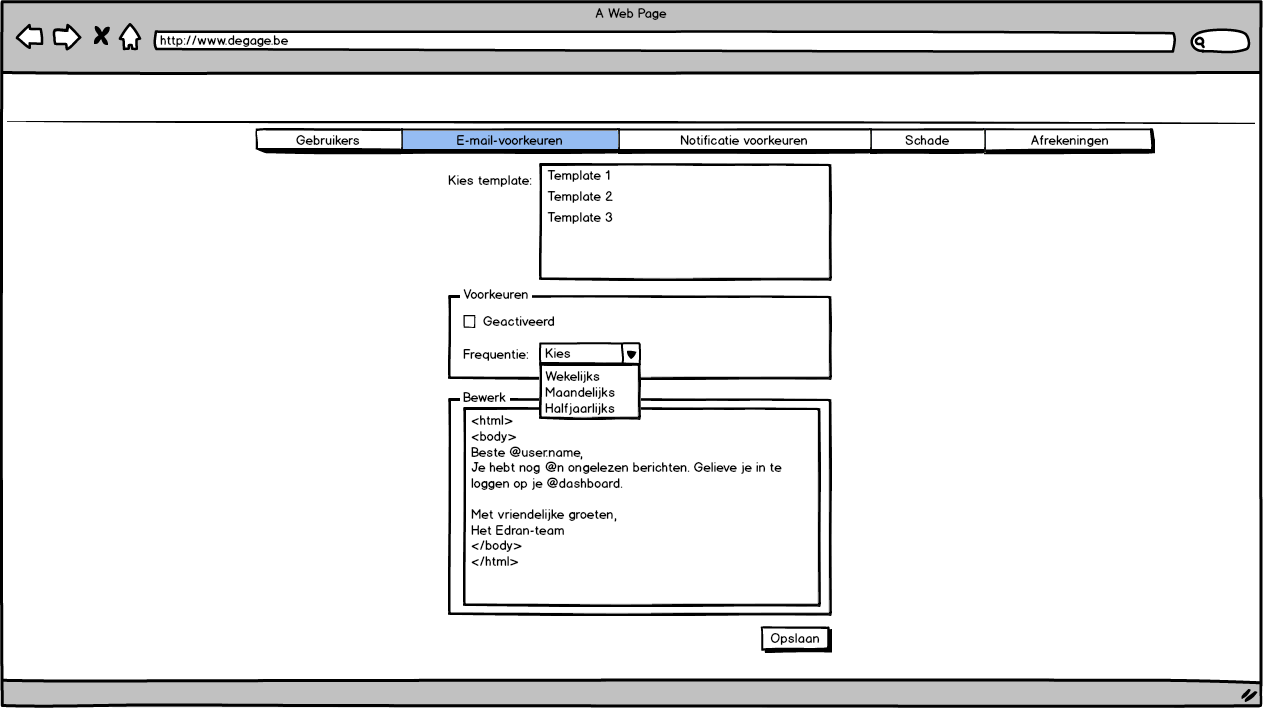 A Web Page
http://www.degage.be
Gebruikers
E-mail-voorkeuren
Notificatie voorkeuren
Schade
Afrekeningen
Kies template:
Template 1
Template 2
Template 3
Voorkeuren
Geactiveerd
Frequentie:
Kies
Wekelijks
Maandelijks
Halfjaarlijks
Bewerk
<html>
<body>
Beste @user.name,
Je hebt nog @n ongelezen berichten. Gelieve je in te
loggen op je @dashboard.
Met vriendelijke groeten,
Het Edran-team
</body>
</html>
Opslaan